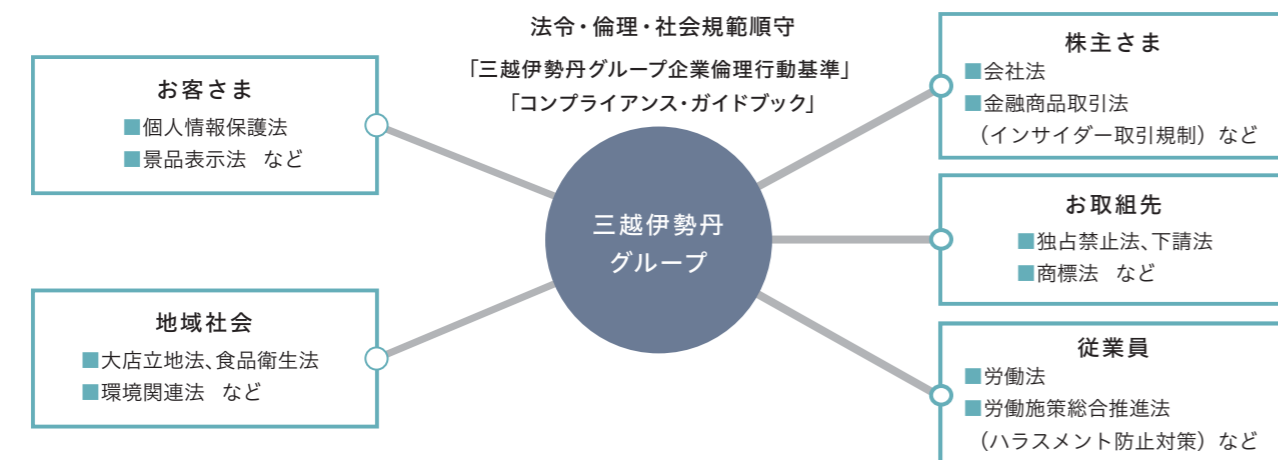 法令・倫理・社会規範順守
「三越伊勢丹グループ企業倫理行動基準」
「コンプライアンス・ガイドブック」
お客さま
■個人情報保護法
■景品表示法 など
地域社会
■大店立地法、食品衛生法
■環境関連法 など
三越伊勢丹
グループ
株主さま
■会社法
■金融商品取引法
(インサイダー取引規制)など
お取組先
■独占禁止法、下請法
■商標法 など
従業員
■労働法
■労働施策総合推進法
(ハラスメント防止対策)など